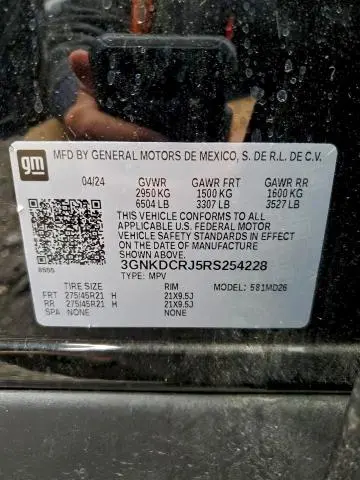 gm
MFD BY GENERAL MOTORS DE MEXICO, S. DE R.L. DE C.V.
04/24 GVWR GAWR FRT GAWR RR
2950 KG 1500 KG 1600 KG
6504 LB 3307 LB 3527 LB
THIS VEHICLE CONFORMS TO ALL
APPLICABLE U.S. FEDERAL MOTOR
VEHICLE SAFETY STANDARDS IN EFFECT
ON THE DATE OF MANUFACTURE
SHOWN ABOVE.
3GNKDCRJ5RS254228
8555 TYPE: MPV
TIRE SIZE RIM MODEL: 581MD26
FRT 275/45R21 H 21X9.5J
RR 275/45R21 H 21X9.5J
SPA NONE NONE